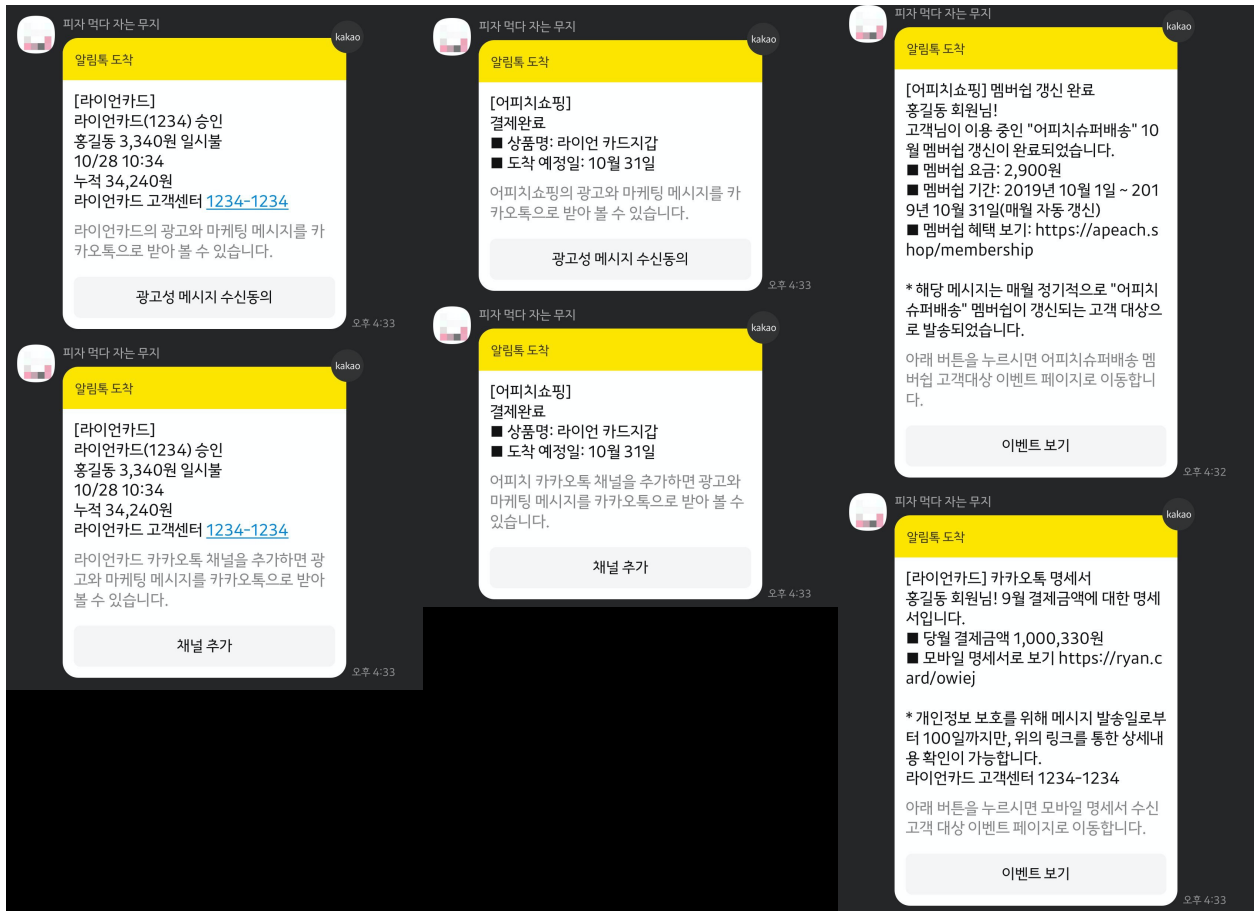 피자 먹다 자는 무지
kakao
알림톡 도착
[라이언카드]
라이언카드(1234) 승인
홍길동 3,340원 일시불
10/28 10:34
누적 34,240원
라이언카드 고객센터 1234-1234
라이언카드의 광고와 마케팅 메시지를 카
카오톡으로 받아 볼 수 있습니다.
광고성 메시지 수신동의
오후 4:33
피자 먹다 자는 무지
kakao
알림톡 도착
[라이언카드]
라이언카드(1234) 승인
홍길동 3,340원 일시불
10/28 10:34
누적 34,240원
라이언카드 고객센터 1234-1234
라이언카드 카카오톡 채널을 추가하면 광
고와 마케팅 메시지를 카카오톡으로 받아
볼 수 있습니다.
채널 추가
오후 4:33
피자 먹다 자는 무지
kakao
알림톡 도착
[어피치쇼핑]
결제완료
■ 상품명: 라이언 카드지갑
■ 도착 예정일: 10월 31일
어피치쇼핑의 광고와 마케팅 메시지를 카
카오톡으로 받아 볼 수 있습니다.
광고성 메시지 수신동의
오후 4:33
피자 먹다 자는 무지
kakao
알림톡 도착
[어피치쇼핑]
결제완료
■ 상품명: 라이언 카드지갑
■ 도착 예정일: 10월 31일
어피치 카카오톡 채널을 추가하면 광고와
마케팅 메시지를 카카오톡으로 받아 볼 수
있습니다.
채널 추가
오후 4:33
피자 먹다 자는 무지
kakao
알림톡 도착
[어피치쇼핑] 멤버쉽 갱신 완료
홍길동 회원님!
고객님이 이용 중인 "어피치슈퍼배송" 10
월 멤버쉽 갱신이 완료되었습니다.
■ 멤버쉽 요금: 2,900원
■ 멤버쉽 기간: 2019년 10월 1일 ~ 201
9년 10월 31일(매월 자동 갱신)
■ 멤버쉽 혜택 보기: https://apeach.s
hop/membership
* 해당 메시지는 매월 정기적으로 "어피치
슈퍼배송" 멤버쉽이 갱신되는 고객 대상으
로 발송되었습니다.
아래 버튼을 누르시면 어피치슈퍼배송 멤
버쉽 고객대상 이벤트 페이지로 이동합니
다.
이벤트 보기
오후 4:32
피자 먹다 자는 무지
kakao
알림톡 도착
[라이언카드] 카카오톡 명세서
홍길동 회원님! 9월 결제금액에 대한 명세
서입니다.
■ 당월 결제금액 1,000,330원
■ 모바일 명세서로 보기 https://ryan.c
ard/owiej
* 개인정보 보호를 위해 메시지 발송일로부
터 100일까지만, 위의 링크를 통한 상세내
용 확인이 가능합니다.
라이언카드 고객센터 1234-1234
아래 버튼을 누르시면 모바일 명세서 수신
고객 대상 이벤트 페이지로 이동합니다.
이벤트 보기
오후 4:33